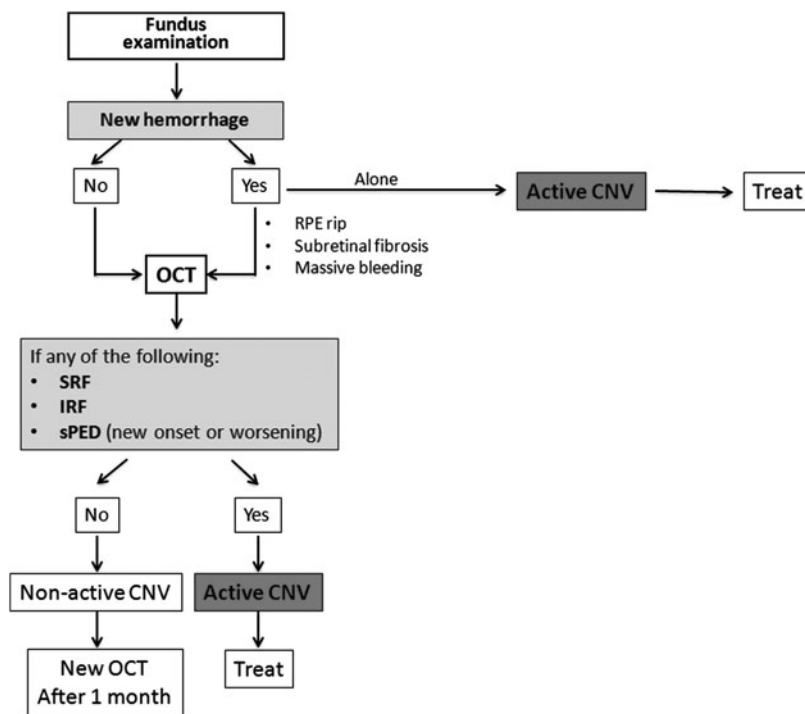 Fundus
examination
New hemorrhage
No
Yes
Alone
Active CNV
Treat
• RPE rip
• Subretinal fibrosis
• Massive bleeding
OCT
If any of the following:
• SRF
• IRF
• sPED (new onset or worsening)
No
Yes
Non-active CNV
Active CNV
New OCT
After 1 month
Treat